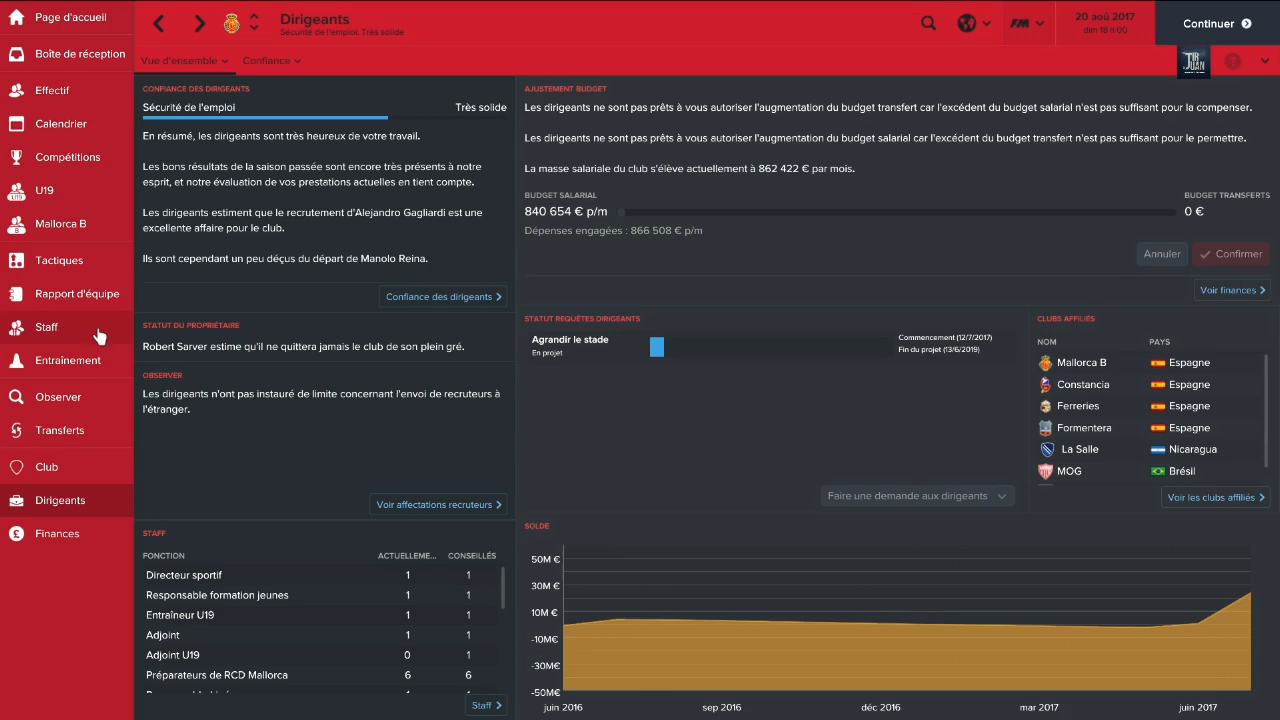 Page d'accueil
Boîte de réception
Effectif
Calendrier
Compétitions
U19
U19
Mallorca B
B
Tactiques
Rapport d'équipe
Staff
Entraînement
Observer
Transferts
Club
Dirigeants
Finances
Dirigeants
Sécurité de l'emploi: Très solide
FM
20 aoû 2017
dim 18 h 00
Continuer
Vue d'ensemble
Confiance
?
CONFIANCE DES DIRIGEANTS
Sécurité de l'emploi Très solide
En résumé, les dirigeants sont très heureux de votre travail.
Les bons résultats de la saison passée sont encore très présents à notre
esprit, et notre évaluation de vos prestations actuelles en tient compte.
Les dirigeants estiment que le recrutement d'Alejandro Gagliardi est une
excellente affaire pour le club.
Ils sont cependant un peu déçus du départ de Manolo Reina.
Confiance des dirigeants
STATUT DU PROPRIÉTAIRE
Robert Sarver estime qu'il ne quittera jamais le club de son plein gré.
OBSERVER
Les dirigeants n'ont pas instauré de limite concernant l'envoi de recruteurs à
l'étranger.
Voir affectations recruteurs
STAFF
FONCTION ACTUELLEME... CONSEILLÉS
Directeur sportif 1 1
Responsable formation jeunes 1 1
Entraîneur U19 1 1
Adjoint 1 1
Adjoint U19 0 1
Préparateurs de RCD Mallorca 6 6
Staff
AJUSTEMENT BUDGET
Les dirigeants ne sont pas prêts à vous autoriser l'augmentation du budget transfert car l'excédent du budget salarial n'est pas suffisant pour la compenser.
Les dirigeants ne sont pas prêts à vous autoriser l'augmentation du budget salarial car l'excédent du budget transfert n'est pas suffisant pour le permettre.
La masse salariale du club s'élève actuellement à 862 422 € par mois.
BUDGET SALARIAL BUDGET TRANSFERTS
840 654 € p/m 0 €
Dépenses engagées : 866 508 € p/m
Annuler Confirmer
Voir finances
STATUT REQUÊTES DIRIGEANTS
Agrandir le stade
En projet
Commencement (12/7/2017)
Fin du projet (13/6/2019)
Faire une demande aux dirigeants
CLUBS AFFILIÉS
NOM PAYS
Mallorca B Espagne
Constancia Espagne
Ferreries Espagne
Formentera Espagne
La Salle Nicaragua
MOG Brésil
Voir les clubs affiliés
SOLDE
50M €
30M €
10M €
-10M€
-30M€
-50M€
juin 2016 sep 2016 déc 2016 mar 2017 juin 2017